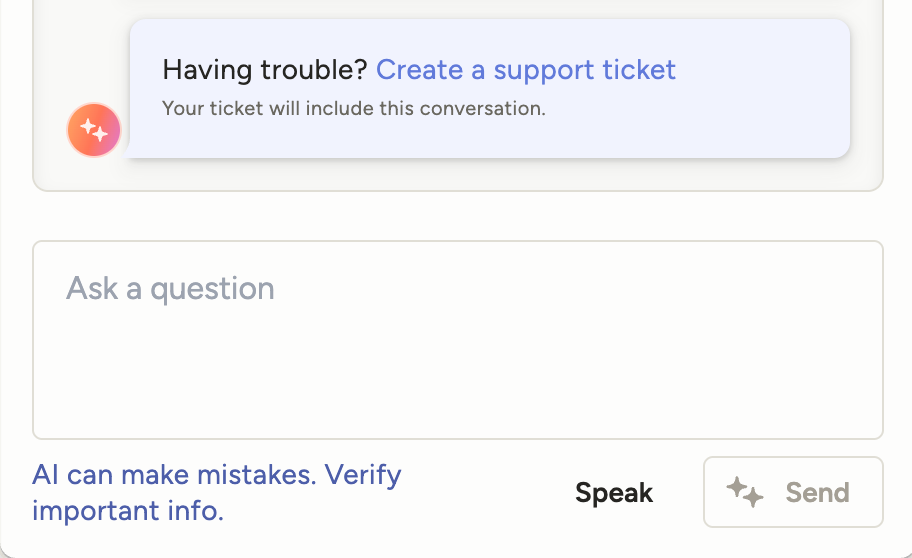 Having trouble? Create a support ticket
Your ticket will include this conversation.
Ask a question
AI can make mistakes. Verify
important info.
Speak
Send